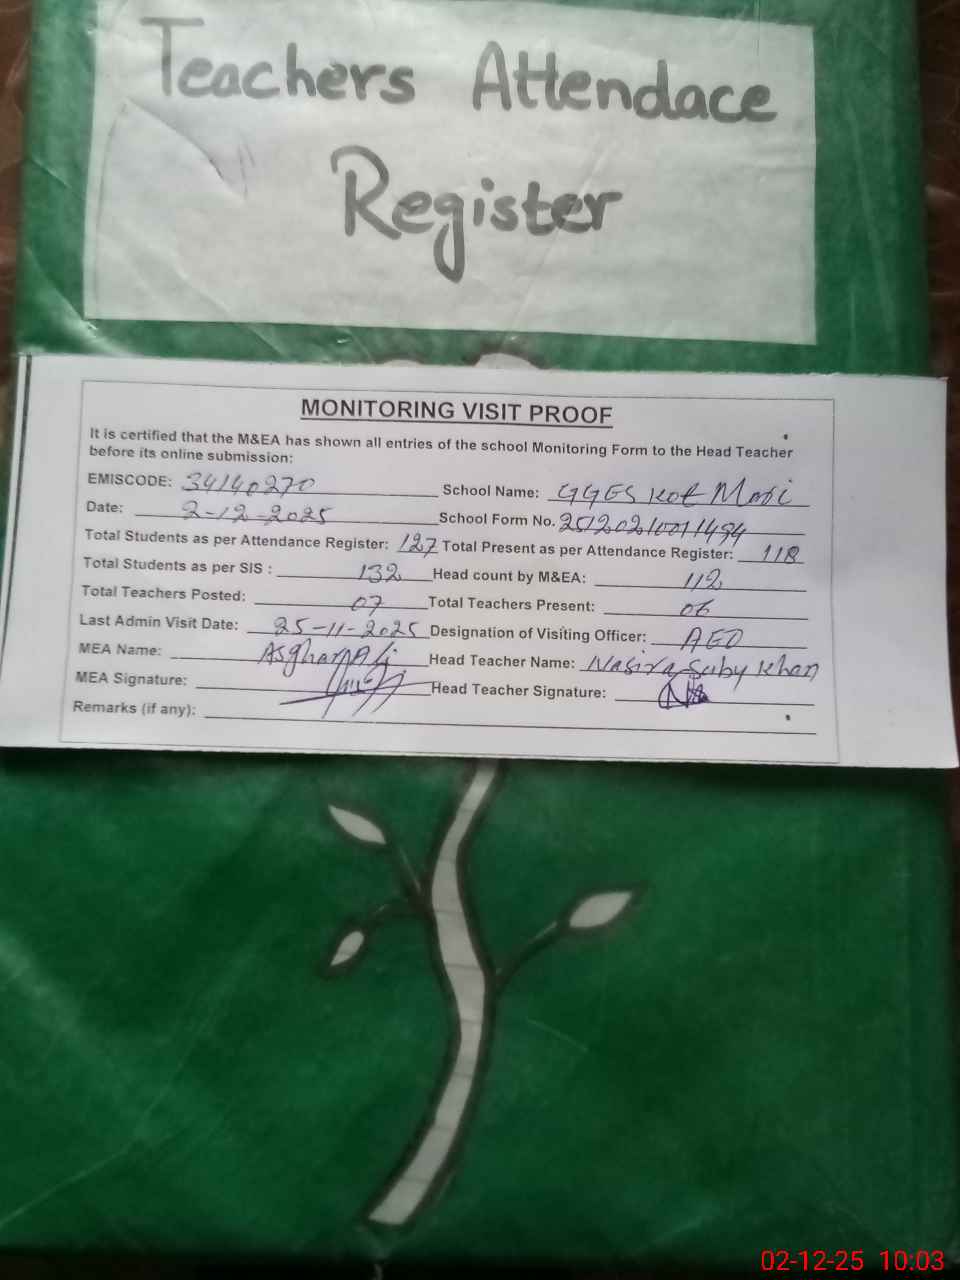 Teachers Attendace
Register
MONITORING VISIT PROOF
It is certified that the M&EA has shown all entries of the school Monitoring Form to the Head Teacher
before its online submission:
EMISCODE: 34140270 School Name: GGES Kot Mani
Date: 2-12-2025 School Form No. 25120210011494
Total Students as per Attendance Register: 127 Total Present as per Attendance Register: 118
Total Students as per SIS : 132 Head count by M&EA: 112
Total Teachers Posted: 07 Total Teachers Present: 06
Last Admin Visit Date: 25-11-2025 Designation of Visiting Officer: AEO
MEA Name: Asghar Ali Head Teacher Name: Nasira Suby Khan
MEA Signature: Head Teacher Signature:
Remarks (if any):
02-12-25 10:03